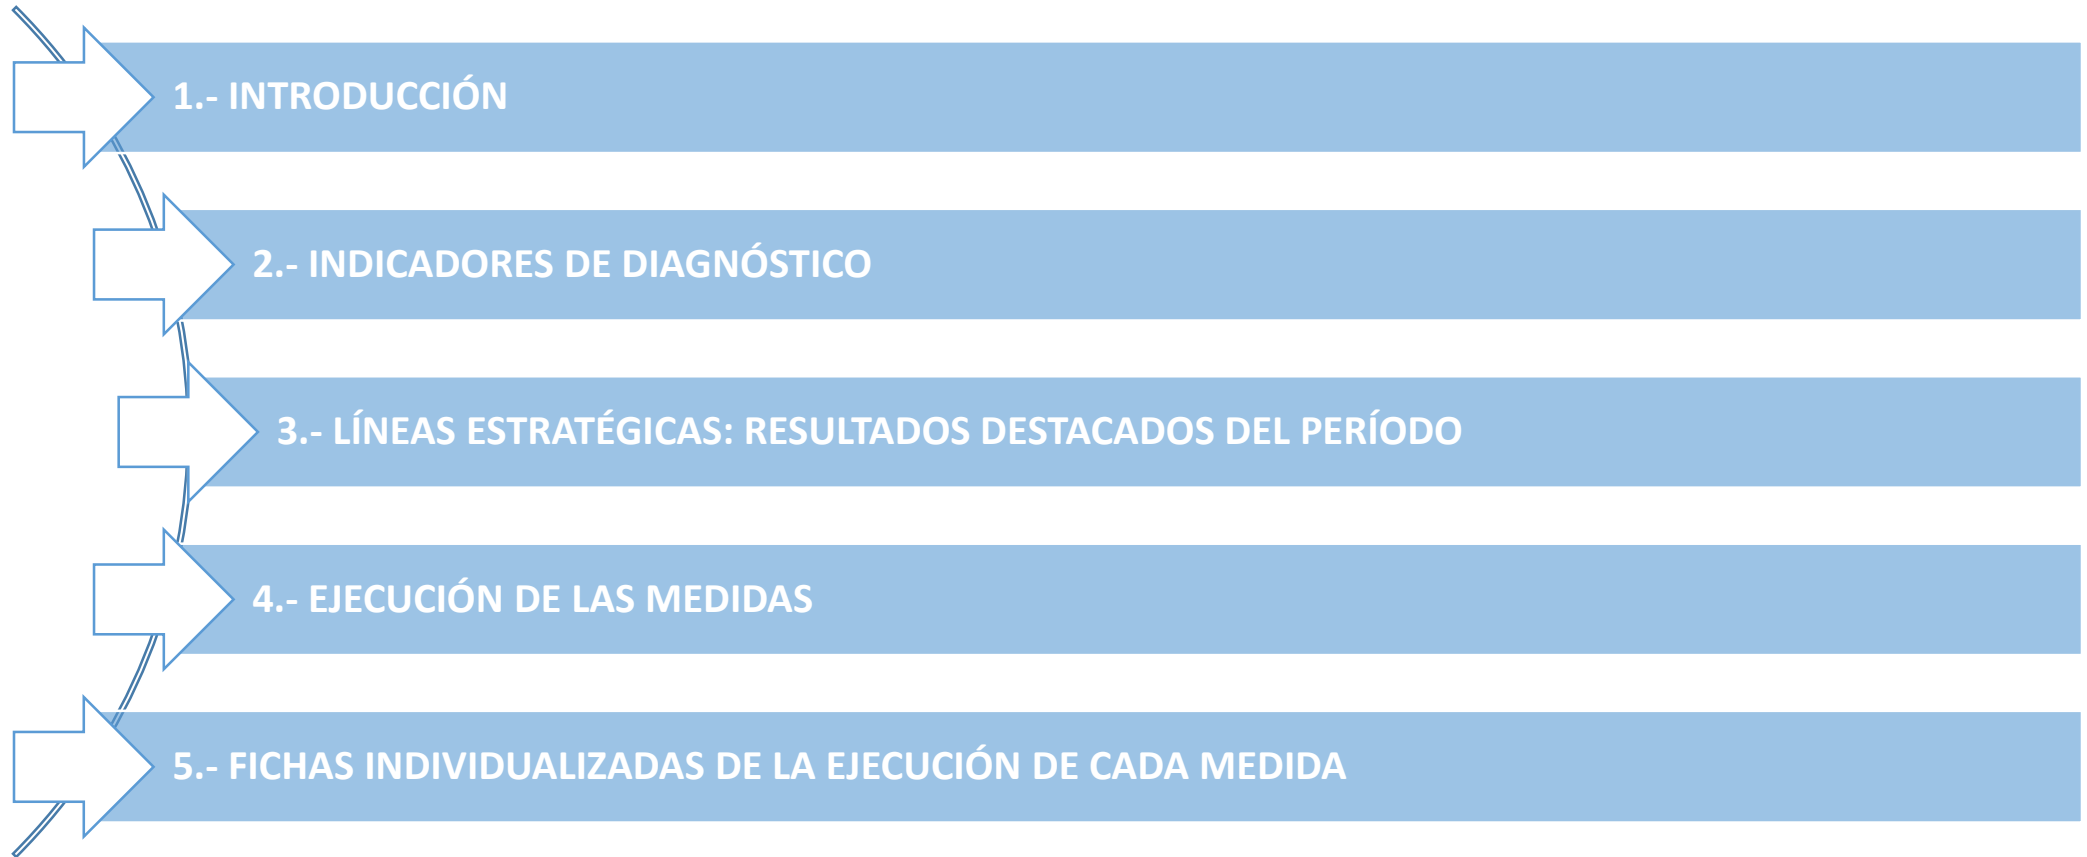 1.- INTRODUCCIÓN
2.- INDICADORES DE DIAGNÓSTICO
3.- LÍNEAS ESTRATÉGICAS: RESULTADOS DESTACADOS DEL PERÍODO
4.- EJECUCIÓN DE LAS MEDIDAS
5.- FICHAS INDIVIDUALIZADAS DE LA EJECUCIÓN DE CADA MEDIDA